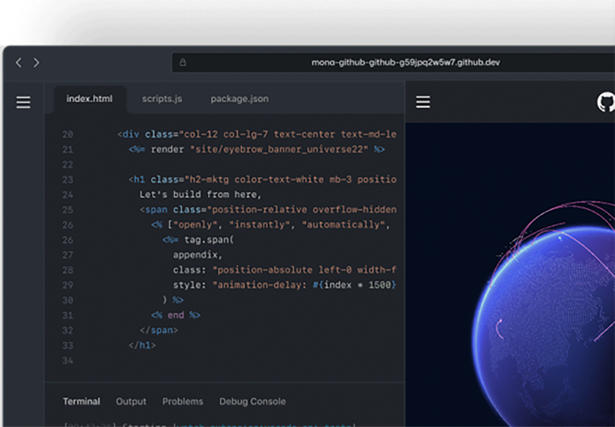 mona-github-github-g59jpq2w5w7.github.dev
index.html scripts.js package.json
20 <div class="col-12 col-lg-7 text-center text-md-le
21 <%= render "site/eyebrow_banner_universe22" %>
22
23 <h1 class="h2-mktg color-text-white mb-3 positio
24 Let's build from here,
25 <span class="position-relative overflow-hidden
26 <% ["openly", "instantly", "automatically",
26 <%= tag.span(
27 appendix,
28 class: "position-absolute left-0 width-f
29 style: "animation-delay: #{index * 1500}
30 ) %>
31 <% end %>
32 </span>
33 </h1>
34
Terminal Output Problems Debug Console
Starting